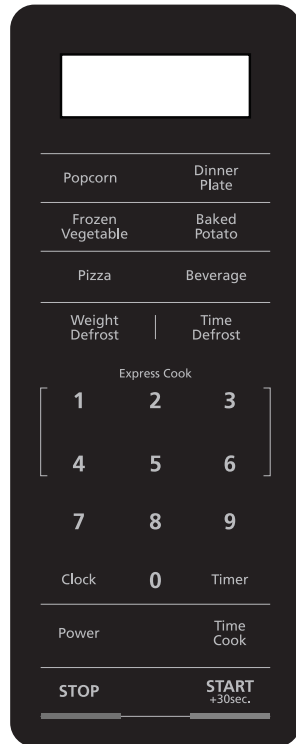 Popcorn
Dinner
Plate
Frozen
Vegetable
Baked
Potato
Pizza
Beverage
Weight
Defrost
Time
Defrost
Express Cook
1 2 3
4 5 6
7 8 9
Clock 0 Timer
Power
Time
Cook
STOP
START
+30sec.